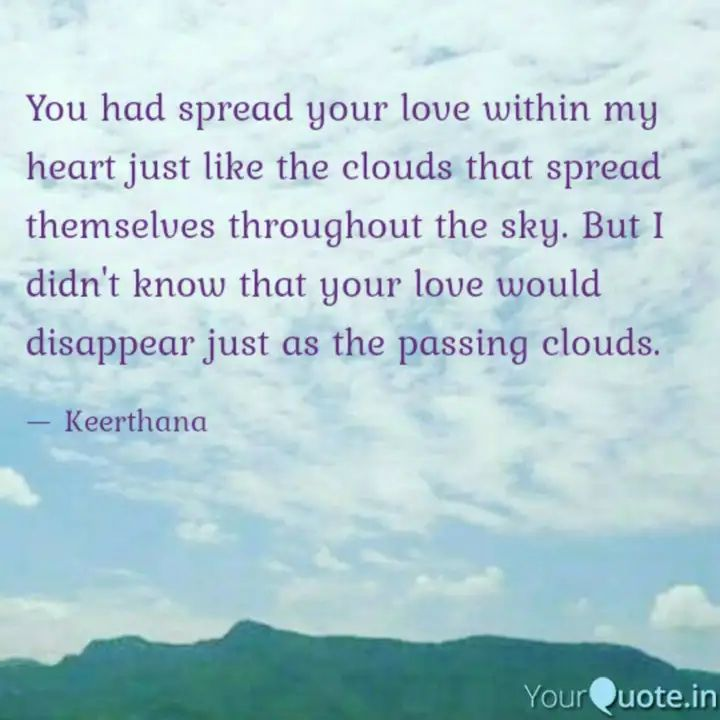 You had spread your love within my
heart just like the clouds that spread
themselves throughout the sky. But I
didn't know that your love would
disappear just as the passing clouds.
— Keerthana
YourQuote.in